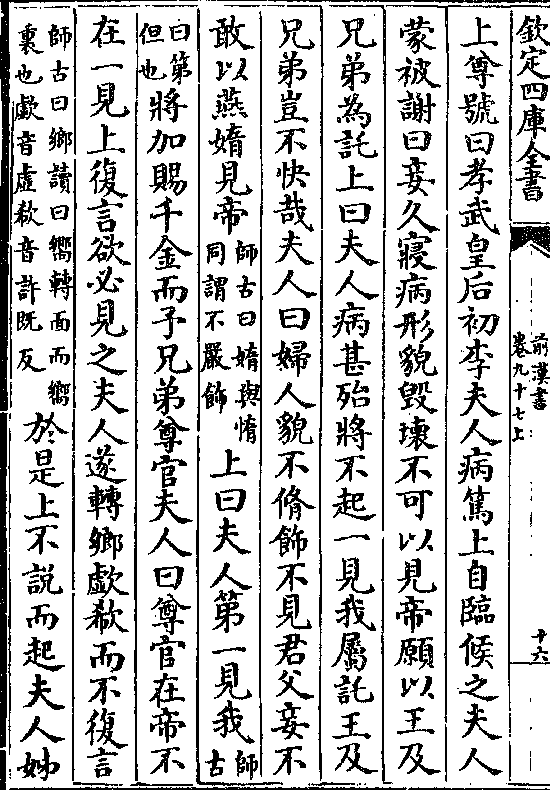 欽定四庫全書
前漢書
卷九十七上
十六
上尊號曰孝武皇后初李夫人病篤上自臨候之夫人
蒙被謝曰妾久寢病形貌毀壞不可以見帝願以王及
兄弟為託上曰夫人病甚殆將不起一見我屬託王及
兄弟豈不快哉夫人曰婦人貌不脩飾不見君父妾不
敢以燕媠見帝師古曰媠與惰同謂不嚴飾上曰夫人第一見我師古
曰第但也將加賜千金而予兄弟尊官夫人曰尊官在帝不
在一見上復言欲必見之夫人遂轉鄉歔欷而不復言
師古曰鄉讀曰嚮轉面而嚮裏也歔音虛欷音許既反於是上不説而起夫人姊